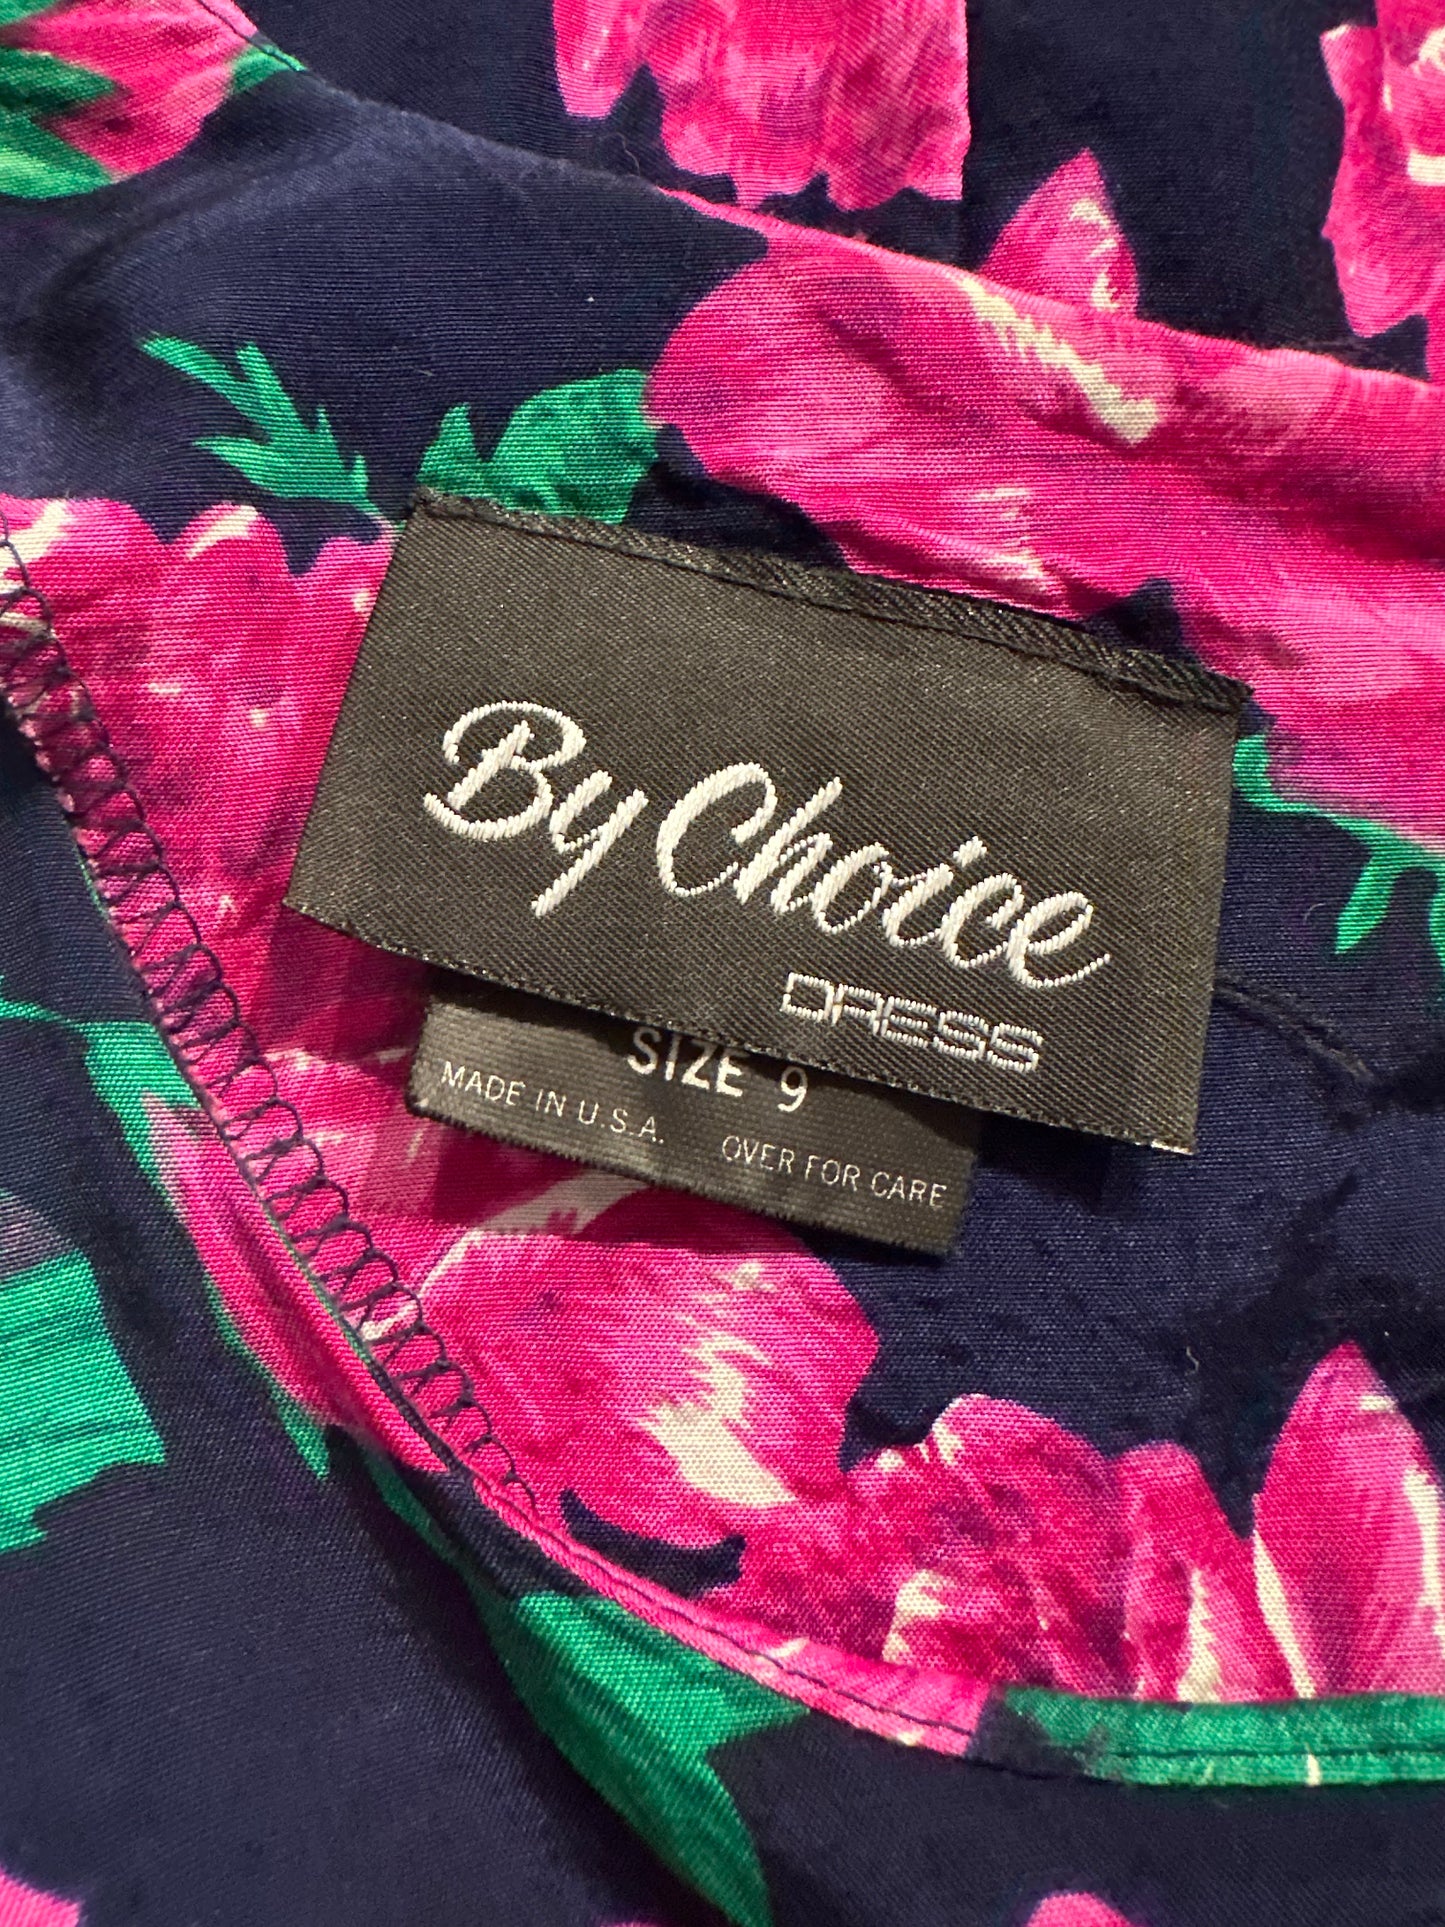 By Choice
DRESS
SIZE 9
MADE IN U.S.A. OVER FOR CARE